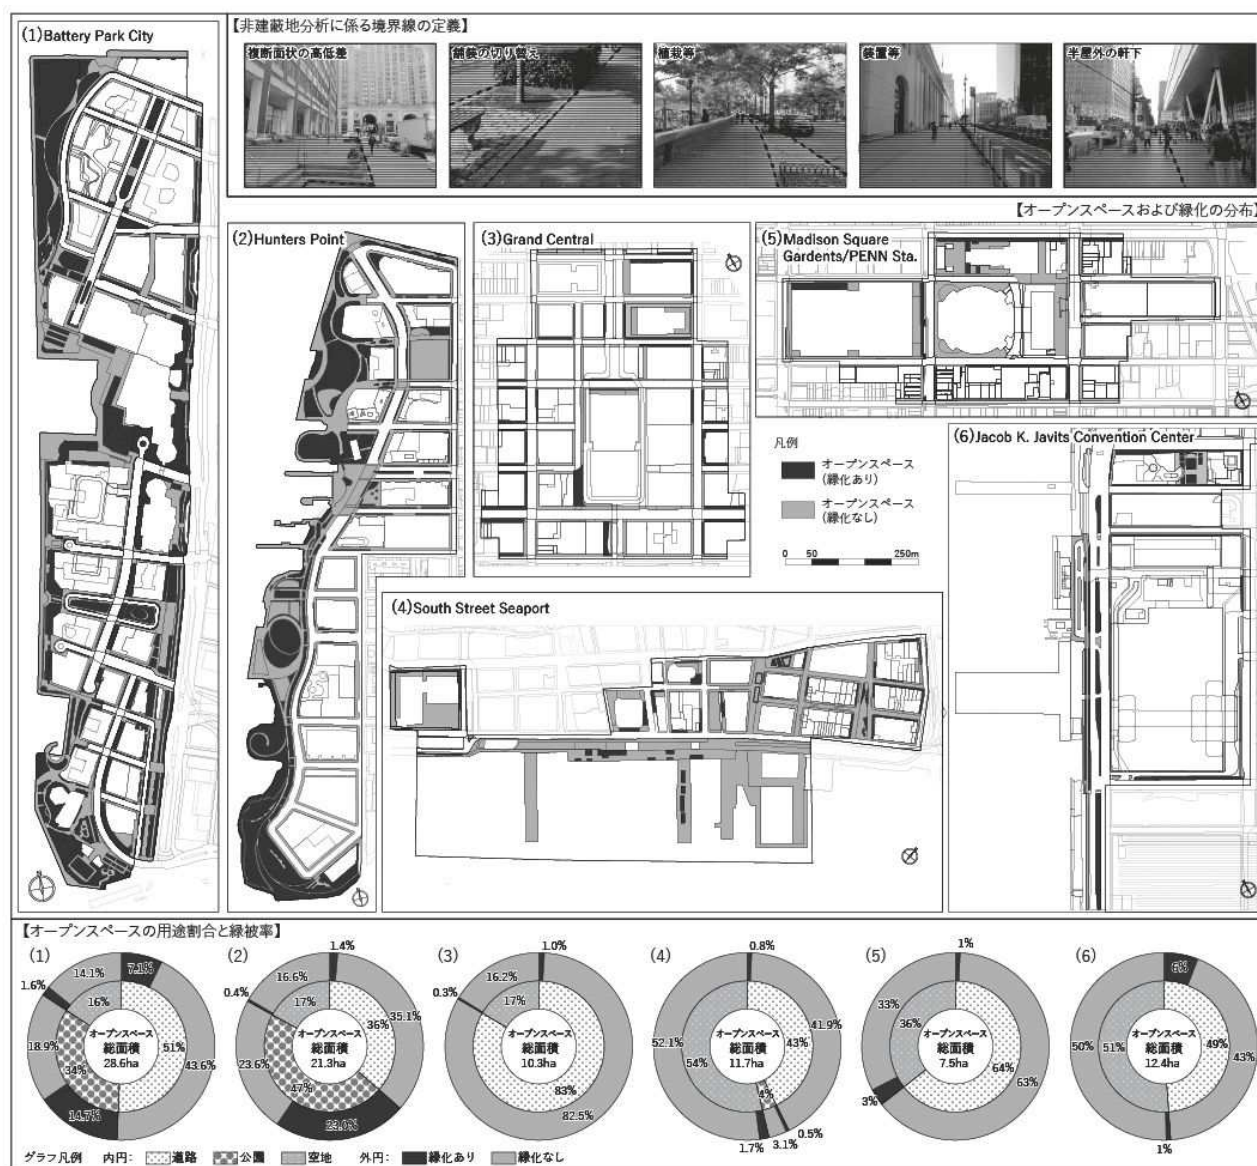 【非建蔽地分析に係る境界線の定義】
(1)Battery Park City
複断面状の高低差
舗装の切り替え
植栽等
装置等
半屋外の軒下
【オープンスペースおよび緑化の分布】
(2)Hunters Point
(3)Grand Central
(5)Madison Square
Gardents/PENN Sta.
凡例
オープンスペース
(緑化あり)
オープンスペース
(緑化なし)
0 50 250m
(6)Jacob K. Javits Convention Center
(4)South Street Seaport
【オープンスペースの用途割合と緑被率】
(1)
7.1%
14.1%
1.6%
16%
51%
43.6%
18.9%
34%
14.7%
オープンスペース
総面積
28.6ha
(2)
1.4%
16.6%
0.4%
17%
36%
35.1%
23.6%
47%
23.0%
オープンスペース
総面積
21.3ha
(3)
1.0%
16.2%
0.3%
17%
83%
82.5%
オープンスペース
総面積
10.3ha
(4)
0.8%
52.1%
54%
41.9%
43%
4%
0.5%
3.1%
1.7%
オープンスペース
総面積
11.7ha
(5)
1%
33%
36%
64%
63%
3%
オープンスペース
総面積
7.5ha
(6)
6%
50%
51%
49%
43%
1%
オープンスペース
総面積
12.4ha
グラフ凡例 内円: 道路 公園 空地 外円: 緑化あり 緑化なし